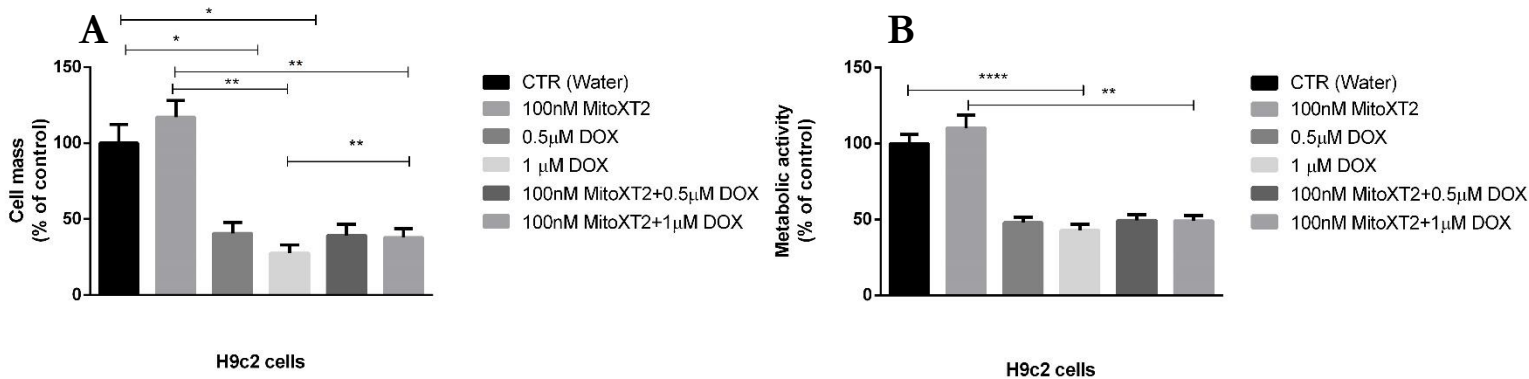 A
*
*
**
**
**
150
100
50
0
Cell mass
(% of control)
H9c2 cells
CTR (Water)
100nM MitoXT2
0.5μM DOX
1 μM DOX
100nM MitoXT2+0.5μM DOX
100nM MitoXT2+1μM DOX
B
****
**
150
100
50
0
Metabolic activity
(% of control)
H9c2 cells
CTR (Water)
100nM MitoXT2
0.5μM DOX
1 μM DOX
100nM MitoXT2+0.5μM DOX
100nM MitoXT2+1μM DOX